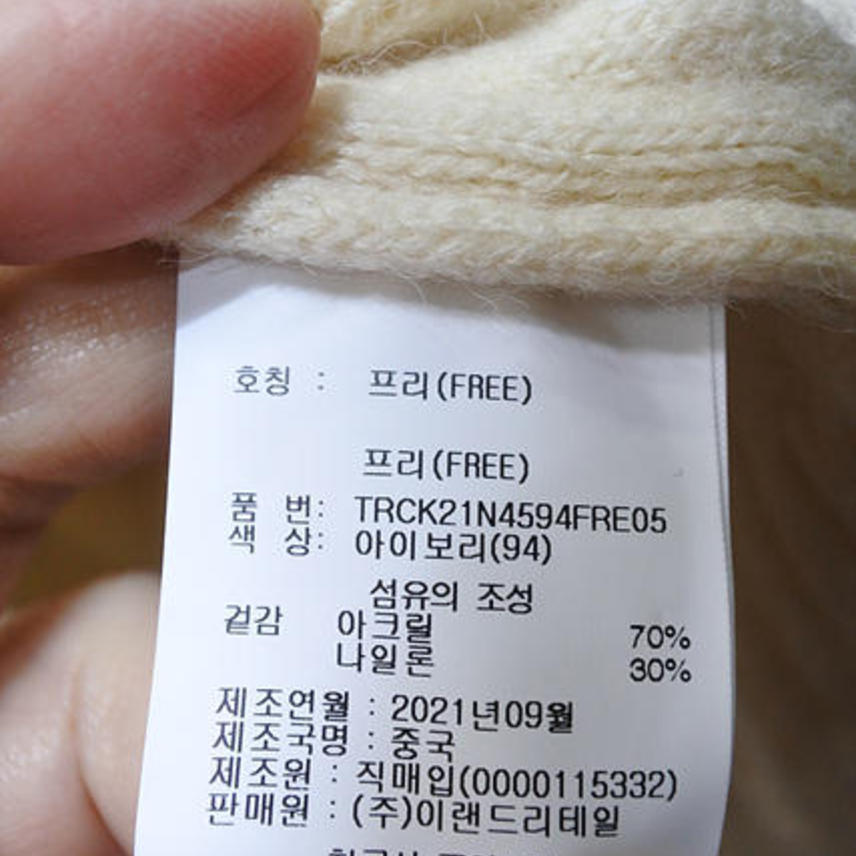 호칭 : 프리(FREE)
프리(FREE)
품 번: TRCK21N4594FRE05
색 상: 아이보리(94)
섬유의 조성
겉감 아크릴 70%
나일론 30%
제조연월 : 2021년09월
제조국명 : 중국
제조원 : 직매입(0000115332)
판매원 : (주)이랜드리테일